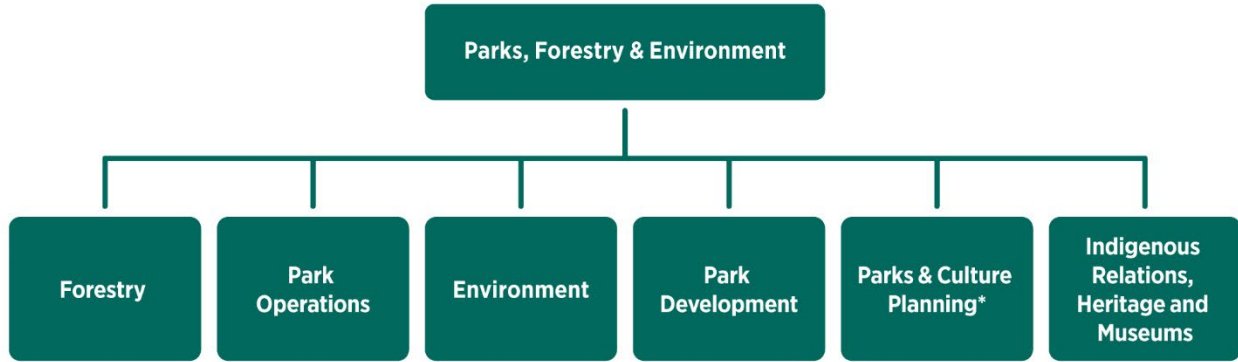 Parks, Forestry & Environment
Forestry
Park
Operations
Environment
Park
Development
Parks & Culture
Planning*
Indigenous
Relations,
Heritage and
Museums